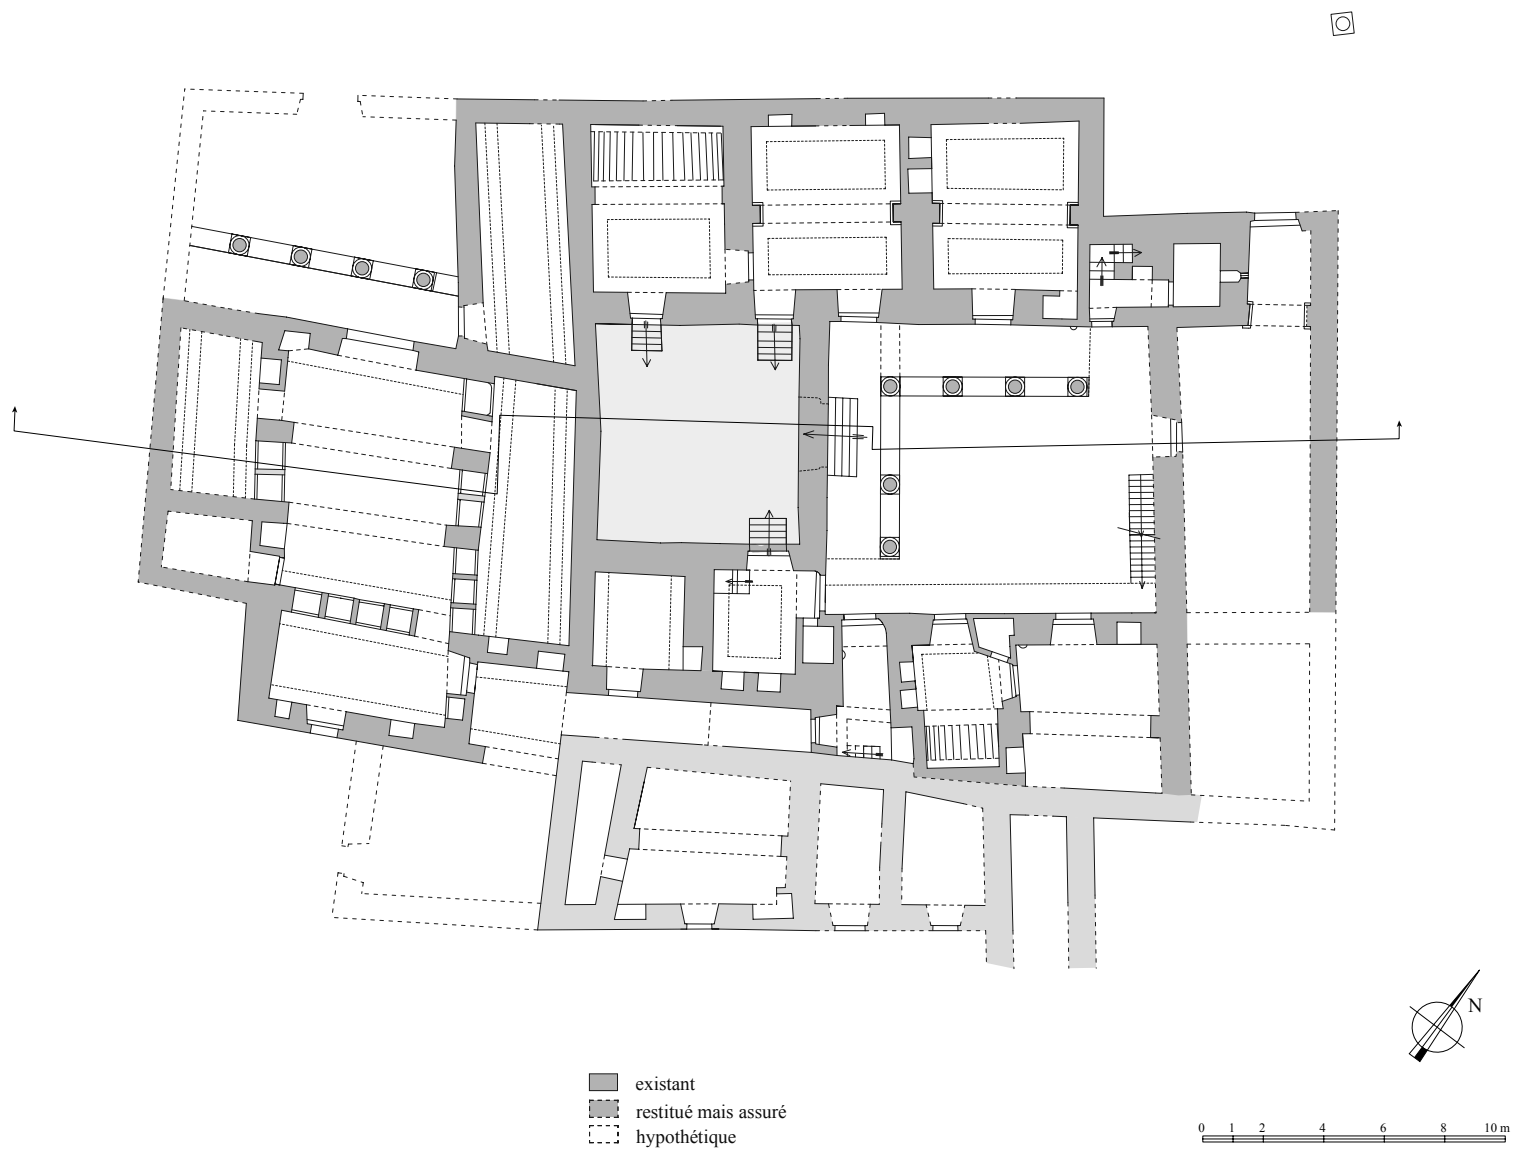 N
existant
restitué mais assuré
hypothétique
0 1 2 4 6 8 10 m